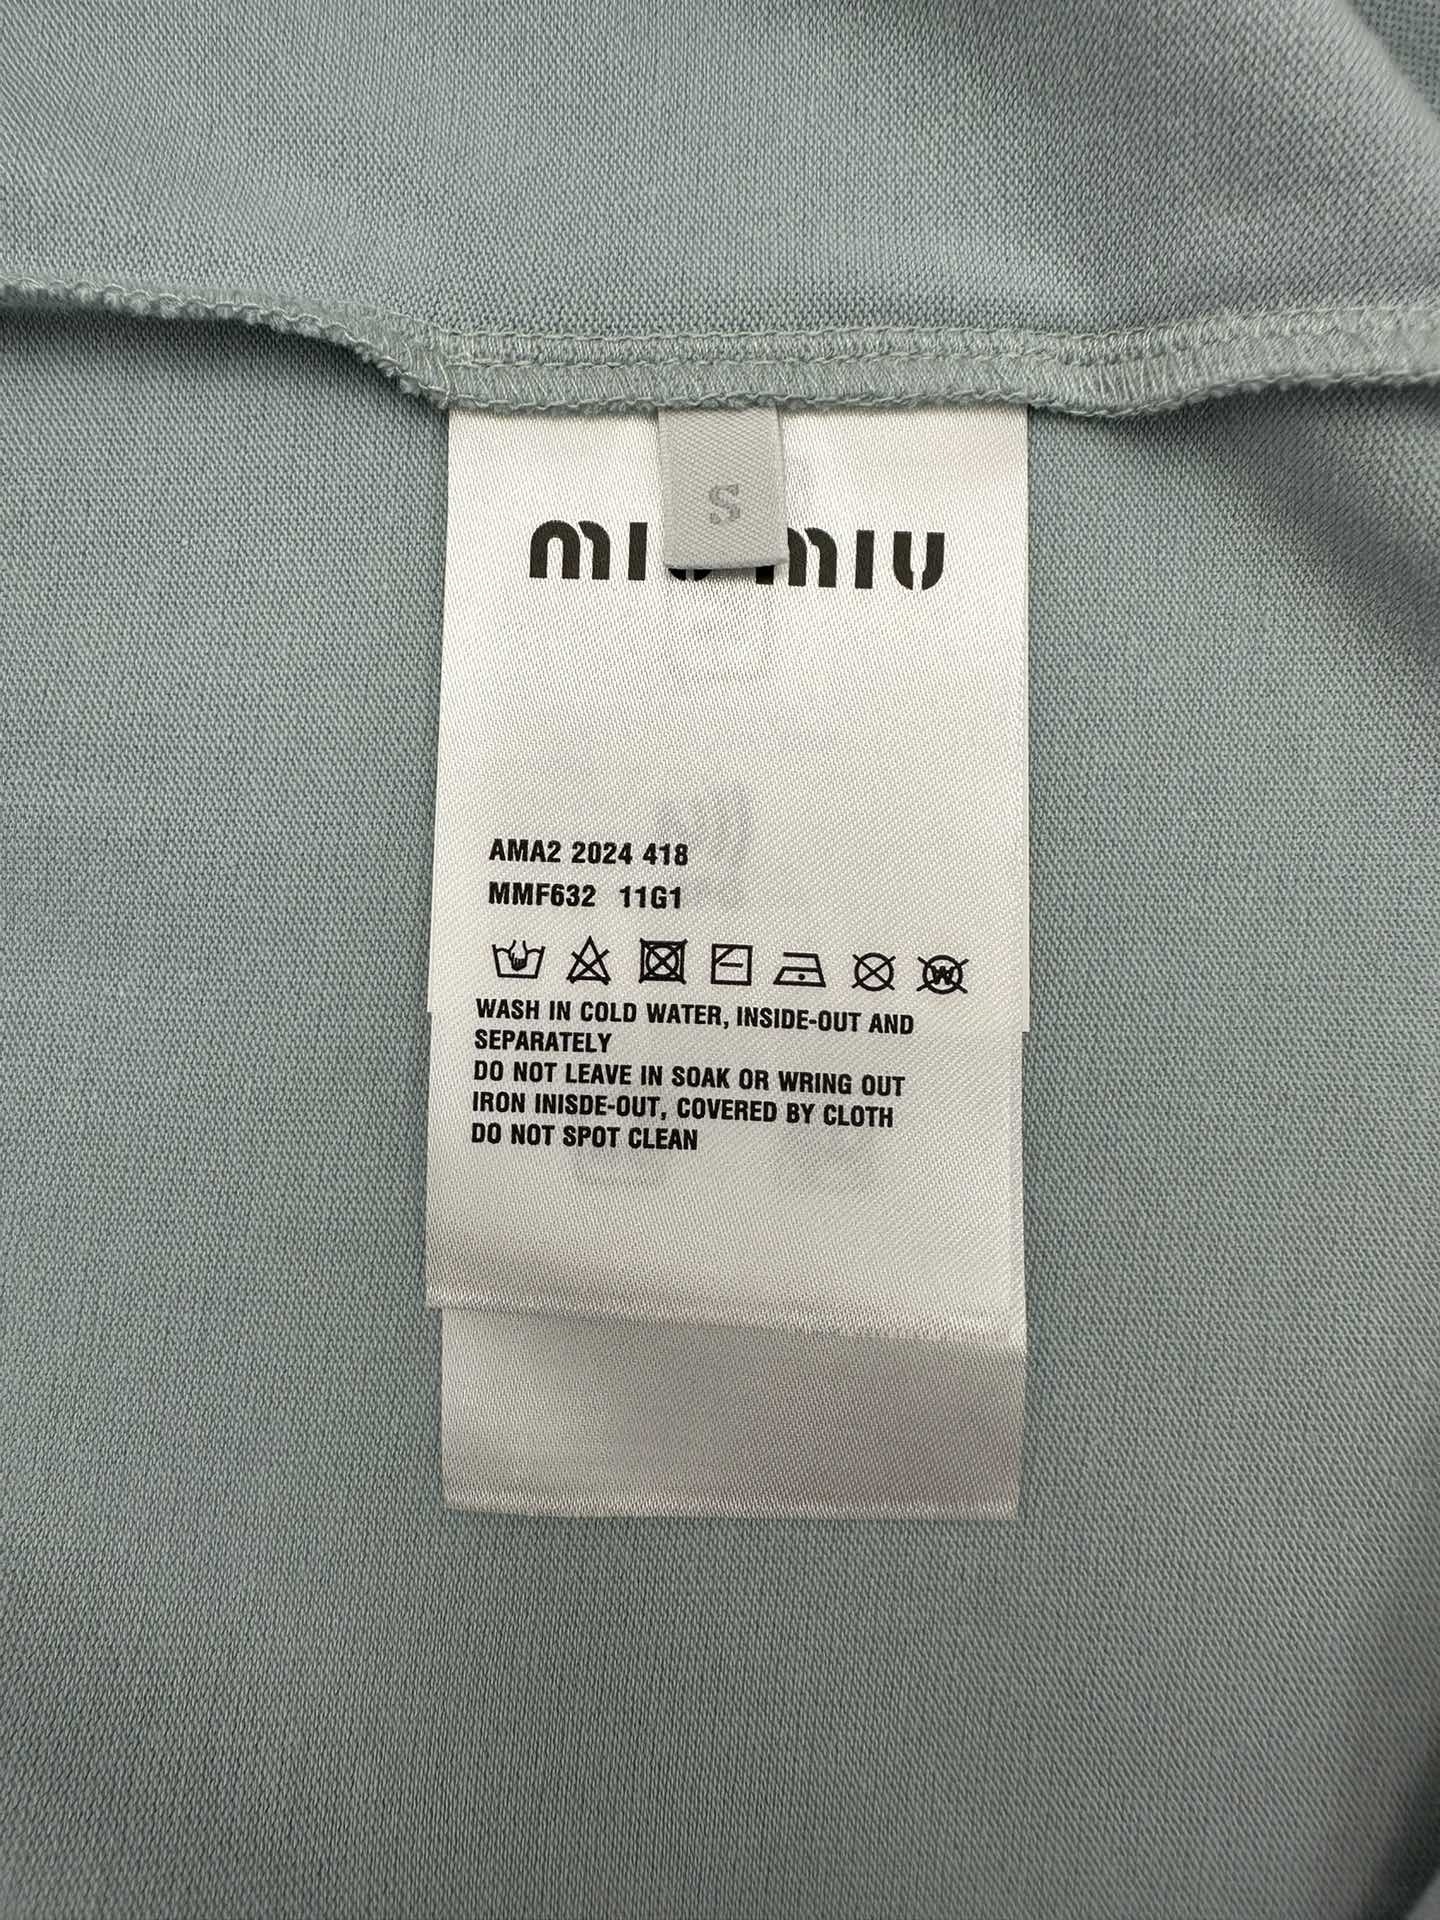 S
miu miu
AMA2 2024 418
MMF632 11G1
W
WASH IN COLD WATER, INSIDE-OUT AND
SEPARATELY
DO NOT LEAVE IN SOAK OR WRING OUT
IRON INISDE-OUT, COVERED BY CLOTH
DO NOT SPOT CLEAN